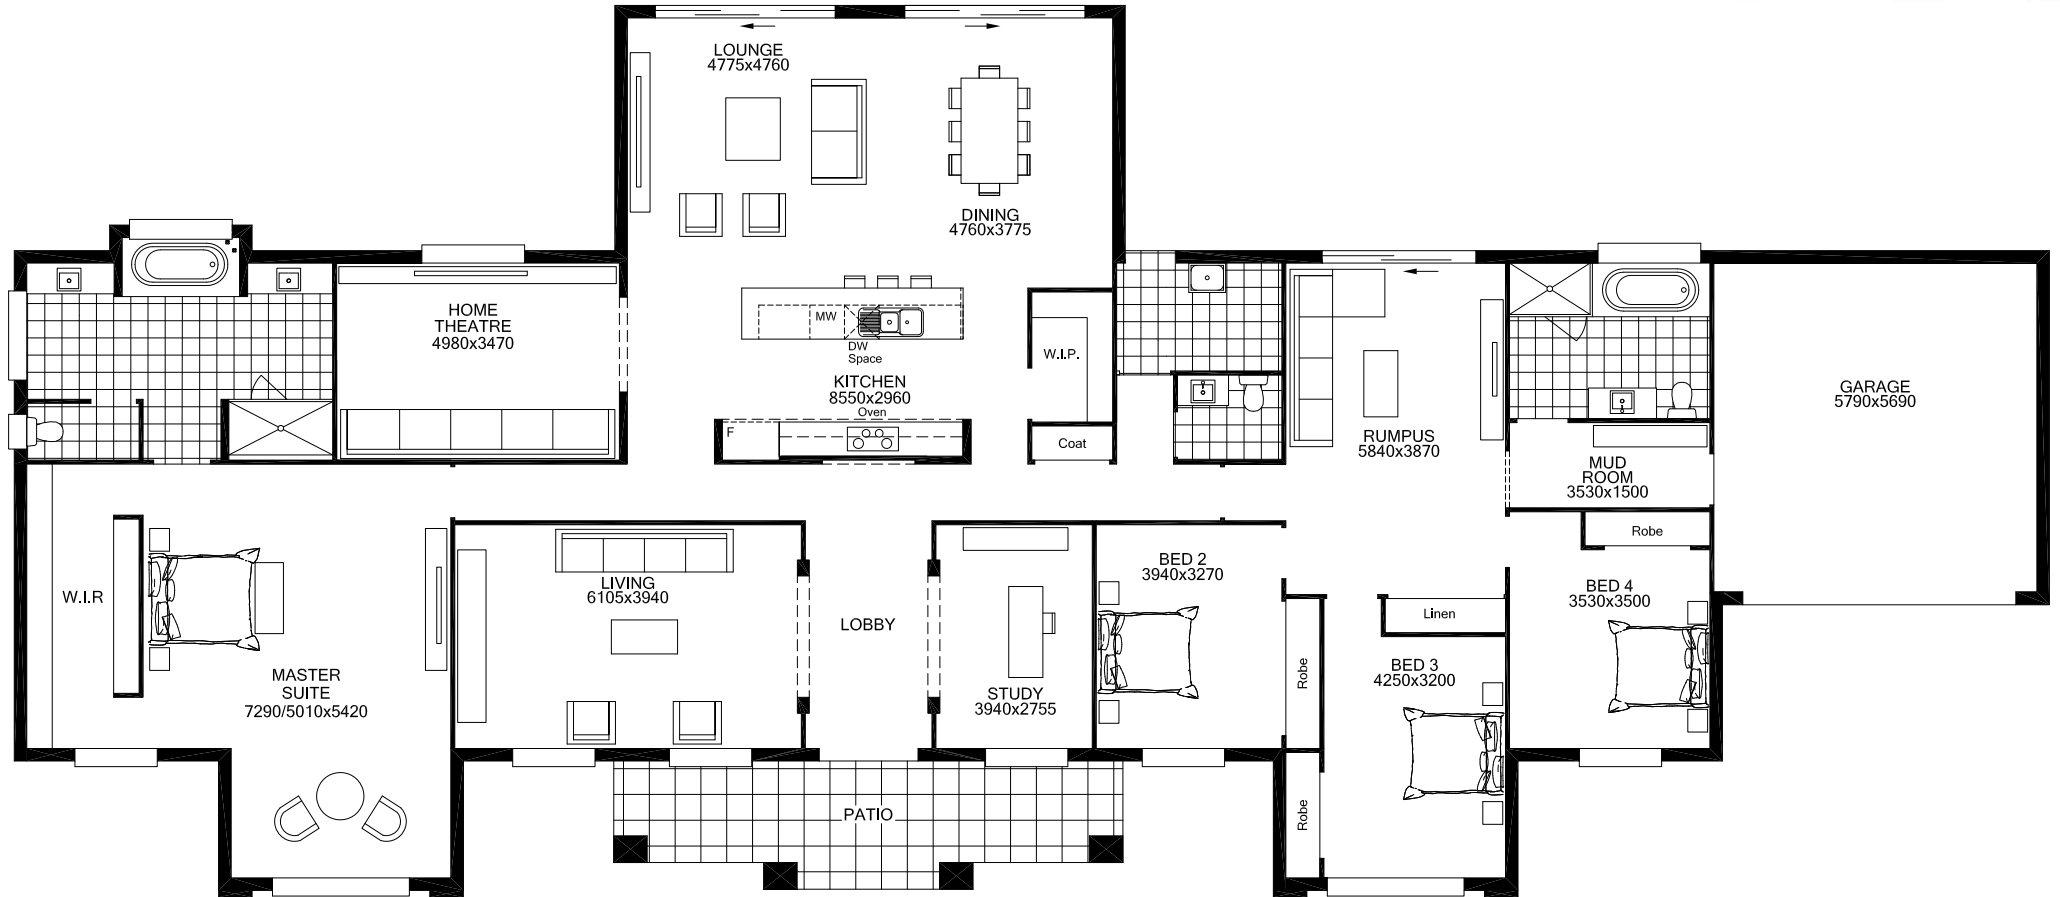 LOUNGE
4775x4760
DINING
4760x3775
HOME
THEATRE
4980x3470
MW
DW
Space
KITCHEN
8550x2960
Oven
F
W.I.P.
Coat
RUMPUS
5840x3870
GARAGE
5790x5690
MUD
ROOM
3530x1500
Robe
W.I.R
MASTER
SUITE
7290/5010x5420
LIVING
6105x3940
LOBBY
STUDY
3940x2755
BED 2
3940x3270
Robe
Linen
BED 3
4250x3200
Robe
BED 4
3530x3500
PATIO